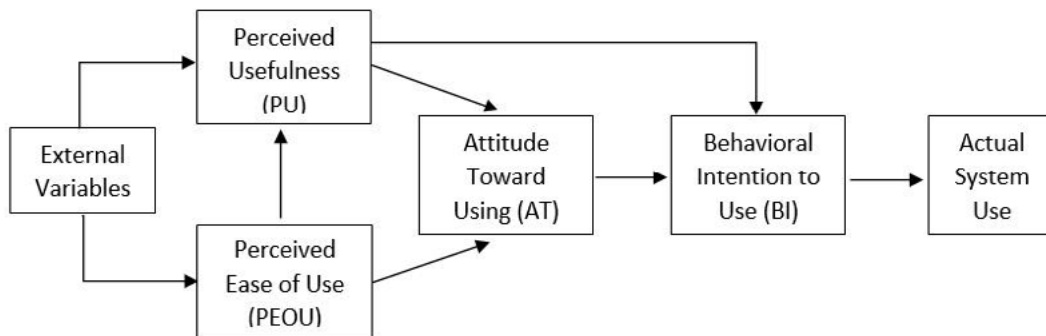 Perceived
Usefulness
(PU)
External
Variables
Attitude
Toward
Using (AT)
Behavioral
Intention to
Use (BI)
Actual
System
Use
Perceived
Ease of Use
(PEOU)